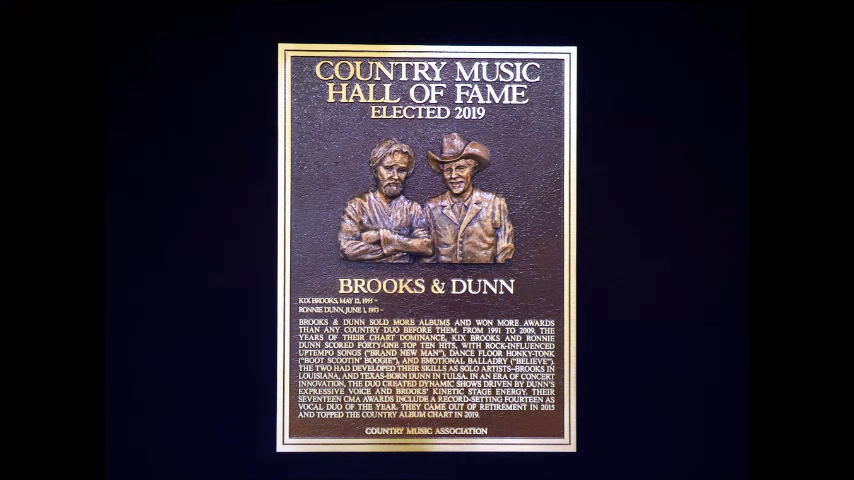 COUNTRY MUSIC
HALL OF FAME
ELECTED 2019
BROOKS & DUNN
KIX BROOKS, MAY 12, 1955 –
RONNIE DUNN, JUNE 1, 1953 –
BROOKS & DUNN SOLD MORE ALBUMS AND WON MORE AWARDS
THAN ANY COUNTRY DUO BEFORE THEM. FROM 1991 TO 2009, THE
YEARS OF THEIR CHART DOMINANCE, KIX BROOKS AND RONNIE
DUNN SCORED FORTY-ONE TOP TEN HITS, WITH ROCK-INFLUENCED
UPTEMPO SONGS ("BRAND NEW MAN"), DANCE FLOOR HONKY-TONK
("BOOT SCOOTIN' BOOGIE"), AND EMOTIONAL BALLADRY ("BELIEVE").
THE TWO HAD DEVELOPED THEIR SKILLS AS SOLO ARTISTS–BROOKS IN
LOUISIANA, AND TEXAS-BORN DUNN IN TULSA. IN AN ERA OF CONCERT
INNOVATION, THE DUO CREATED DYNAMIC SHOWS DRIVEN BY DUNN'S
EXPRESSIVE VOICE AND BROOKS' KINETIC STAGE ENERGY. THEIR
SEVENTEEN CMA AWARDS INCLUDE A RECORD-SETTING FOURTEEN AS
VOCAL DUO OF THE YEAR. THEY CAME OUT OF RETIREMENT IN 2015
AND TOPPED THE COUNTRY ALBUM CHART IN 2019.
COUNTRY MUSIC ASSOCIATION